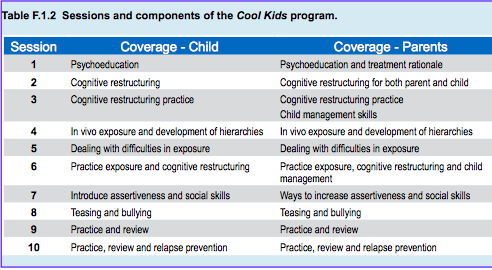 Table F.1.2  Sessions and components of the Cool Kids program.
Session Coverage - Child Coverage - Parents
1 Psychoeducation Psychoeducation and treatment rationale
2 Cognitive restructuring Cognitive restructuring for both parent and child
3 Cognitive restructuring practice Cognitive restructuring practice
Child management skills
4 In vivo exposure and development of hierarchies In vivo exposure and development of hierarchies
5 Dealing with difficulties in exposure Dealing with difficulties in exposure
6 Practice exposure and cognitive restructuring Practice exposure, cognitive restructuring and child
management
7 Introduce assertiveness and social skills Ways to increase assertiveness and social skills
8 Teasing and bullying Teasing and bullying
9 Practice and review Practice and review
10 Practice, review and relapse prevention Practice, review and relapse prevention